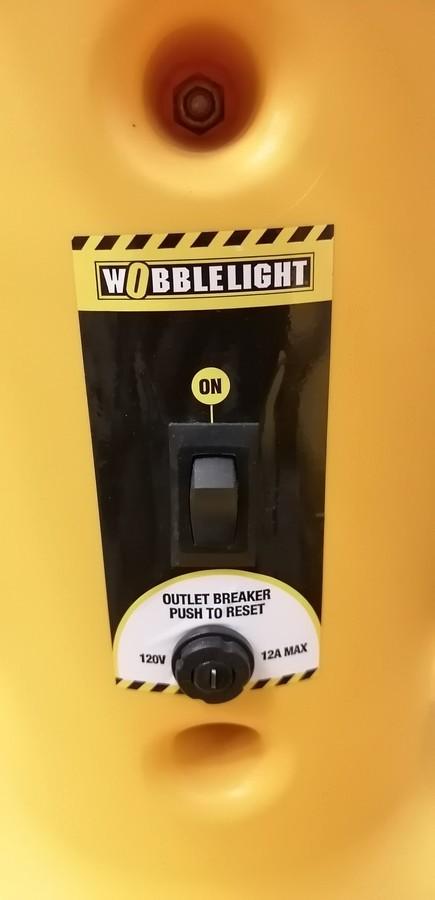 WOBBLELIGHT
ON
OUTLET BREAKER
PUSH TO RESET
120V 12A MAX